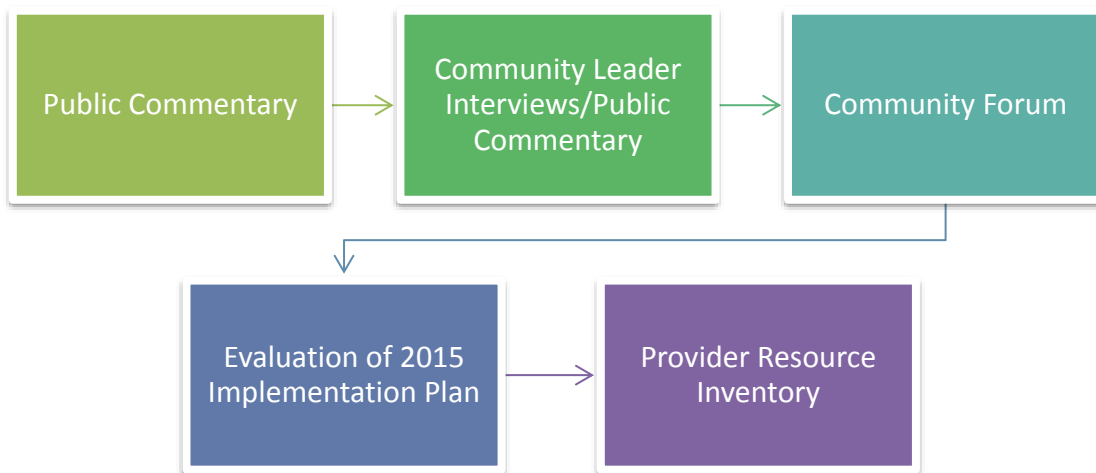 Public Commentary
Community Leader
Interviews/Public
Commentary
Community Forum
Evaluation of 2015
Implementation Plan
Provider Resource
Inventory